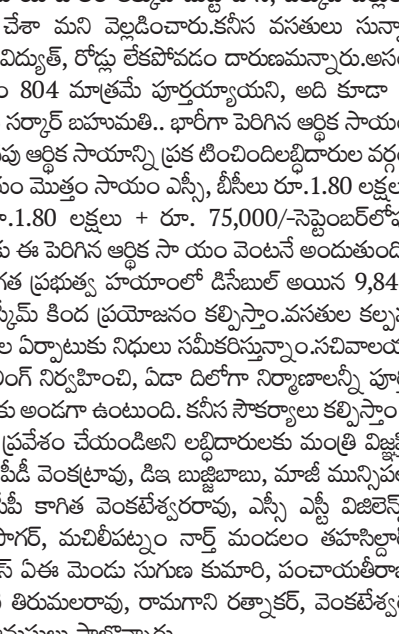 చేశా మని వెల్లడించారు.కనీస వసతులు సున్నా
విద్యుత్, రోడ్లు లేకపోవడం దారుణమన్నారు.అసం
804 మాత్రమే పూర్తయ్యాయని, అది కూడా
సర్కార్ బహుమతి.. భారీగా పెరిగిన ఆర్థిక సాయం
పు ఆర్థిక సాయాన్ని ప్రక టించిందిలబ్ధిదారుల వర్గం
యం మొత్తం సాయం ఎస్సీ, బీసీలు రూ.1.80 లక్షలు
రూ.1.80 లక్షలు + రూ. 75,000/-సెప్టెంబర్‌లోపు
కు ఈ పెరిగిన ఆర్థిక సా యం వెంటనే అందుతుంది
గత ప్రభుత్వ హయాంలో డిసేబుల్ అయిన 9,84
స్కీమ్ కింద ప్రయోజనం కల్పిస్తాం.వసతుల కల్పన
ల ఏర్పాటుకు నిధులు సమీకరిస్తున్నాం.సచివాలయ
ంగ్ నిర్వహించి, ఏడా దిలోగా నిర్మాణాలన్నీ పూర్
కు అండగా ఉంటుంది. కనీస సౌకర్యాలు కల్పిస్తాం
ప్రవేశం చేయండిఅని లబ్ధిదారులకు మంత్రి విజ్ఞప్
పీడీ వెంకట్రావు, డిఇ బుజ్జిబాబు, మాజీ మున్సిపల
పీపీ కాగిత వెంకటేశ్వరరావు, ఎస్సీ ఎస్టీ విజిలెన్స్
సాగర్, మచిలీపట్నం నార్త్ మండలం తహసిల్దార్
స్ ఏఈ మెండు సుగుణ కుమారి, పంచాయతీరాజ
తిరుమలరావు, రామగాని రత్నాకర్, వెంకటేశ్వర